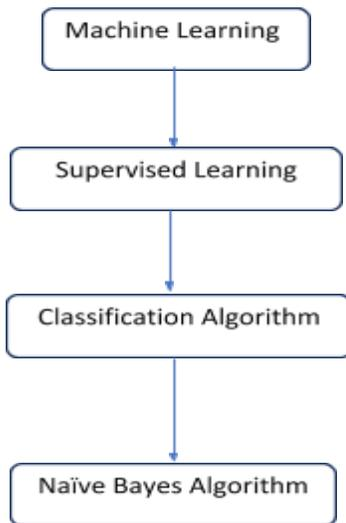 Machine Learning
Supervised Learning
Classification Algorithm
Naïve Bayes Algorithm